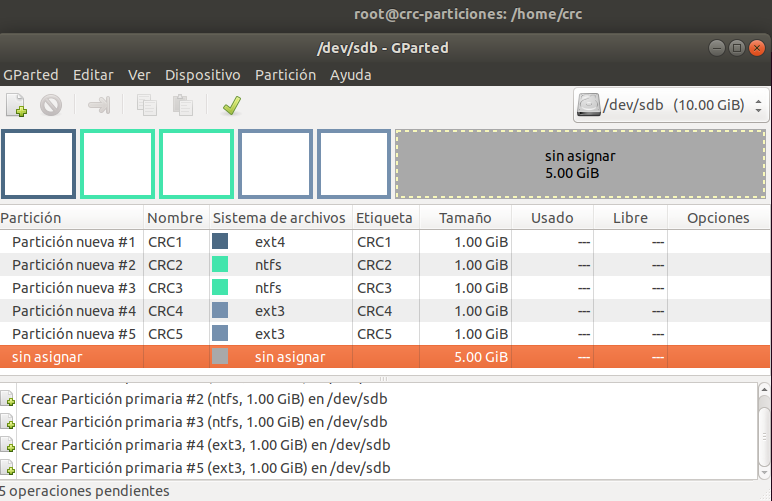 root@crc-particiones: /home/crc
/dev/sdb - GParted
GParted Editar Ver Dispositivo Partición Ayuda
/dev/sdb (10.00 GiB)
sin asignar
5.00 GiB
Partición Nombre Sistema de archivos Etiqueta Tamaño Usado Libre Opciones
Partición nueva #1 CRC1 ext4 CRC1 1.00 GiB --- ---
Partición nueva #2 CRC2 ntfs CRC2 1.00 GiB --- ---
Partición nueva #3 CRC3 ntfs CRC3 1.00 GiB --- ---
Partición nueva #4 CRC4 ext3 CRC4 1.00 GiB --- ---
Partición nueva #5 CRC5 ext3 CRC5 1.00 GiB --- ---
sin asignar sin asignar 5.00 GiB --- ---
Crear Partición primaria #2 (ntfs, 1.00 GiB) en /dev/sdb
Crear Partición primaria #3 (ntfs, 1.00 GiB) en /dev/sdb
Crear Partición primaria #4 (ext3, 1.00 GiB) en /dev/sdb
Crear Partición primaria #5 (ext3, 1.00 GiB) en /dev/sdb
5 operaciones pendientes